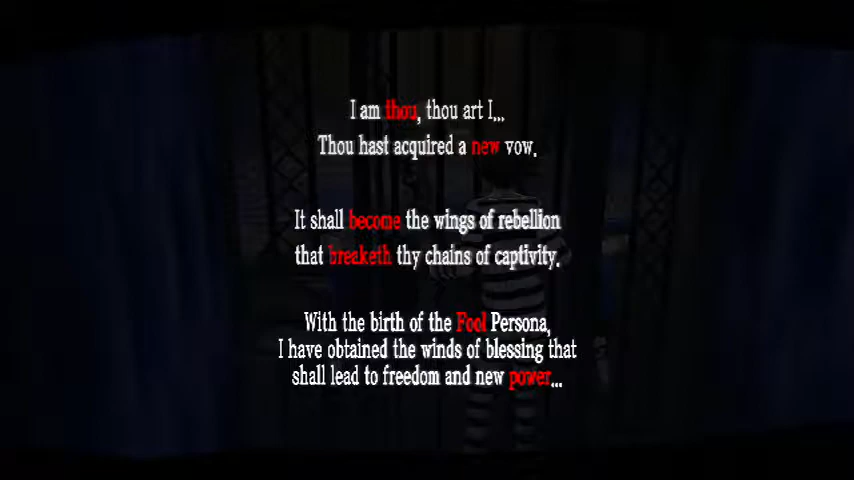 I am thou, thou art I...
Thou hast acquired a new vow.
It shall become the wings of rebellion
that breaketh thy chains of captivity.
With the birth of the Fool Persona,
I have obtained the winds of blessing that
shall lead to freedom and new power...